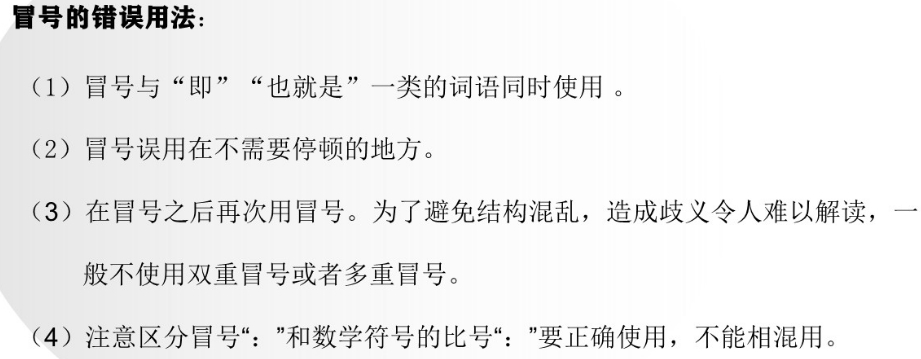 冒号的错误用法：
（1）冒号与“即”“也就是”一类的词语同时使用 。
（2）冒号误用在不需要停顿的地方。
（3）在冒号之后再次用冒号。为了避免结构混乱，造成歧义令人难以解读，一
般不使用双重冒号或者多重冒号。
（4）注意区分冒号“：”和数学符号的比号“：”要正确使用，不能相混用。